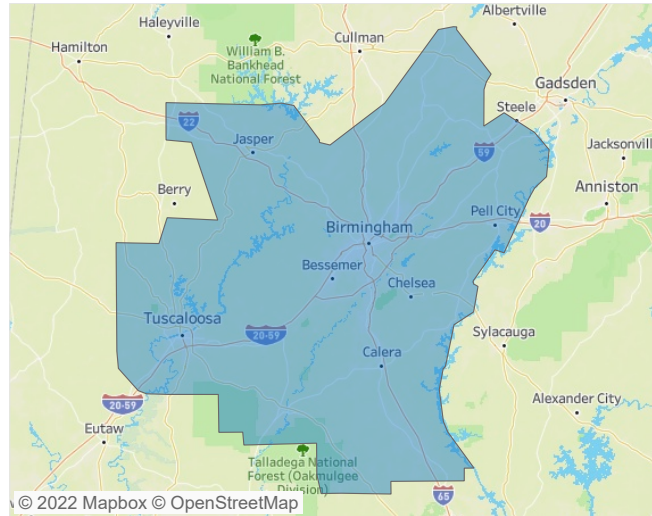 Haleyville
Albertville
Hamilton
Cullman
William B.
Bankhead
National Forest
Gadsden
Steele
22
Jasper
59
Jacksonville
Berry
Anniston
Pell City
20
Birmingham
Bessemer
Chelsea
Tuscaloosa
20-59
Sylacauga
Calera
20-59
Alexander City
Eutaw
Talladega National
Forest (Oakmulgee
Division)
65
© 2022 Mapbox © OpenStreetMap